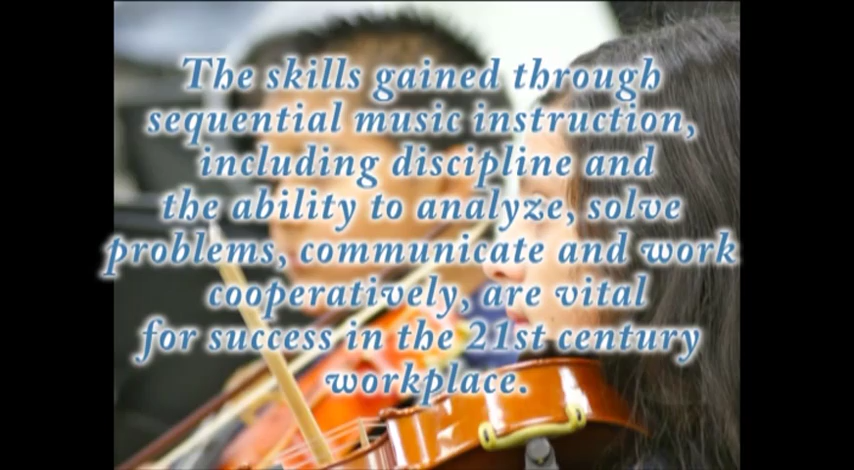 The skills gained through
sequential music instruction,
including discipline and
the ability to analyze, solve
problems, communicate and work
cooperatively, are vital
for success in the 21st century
workplace.